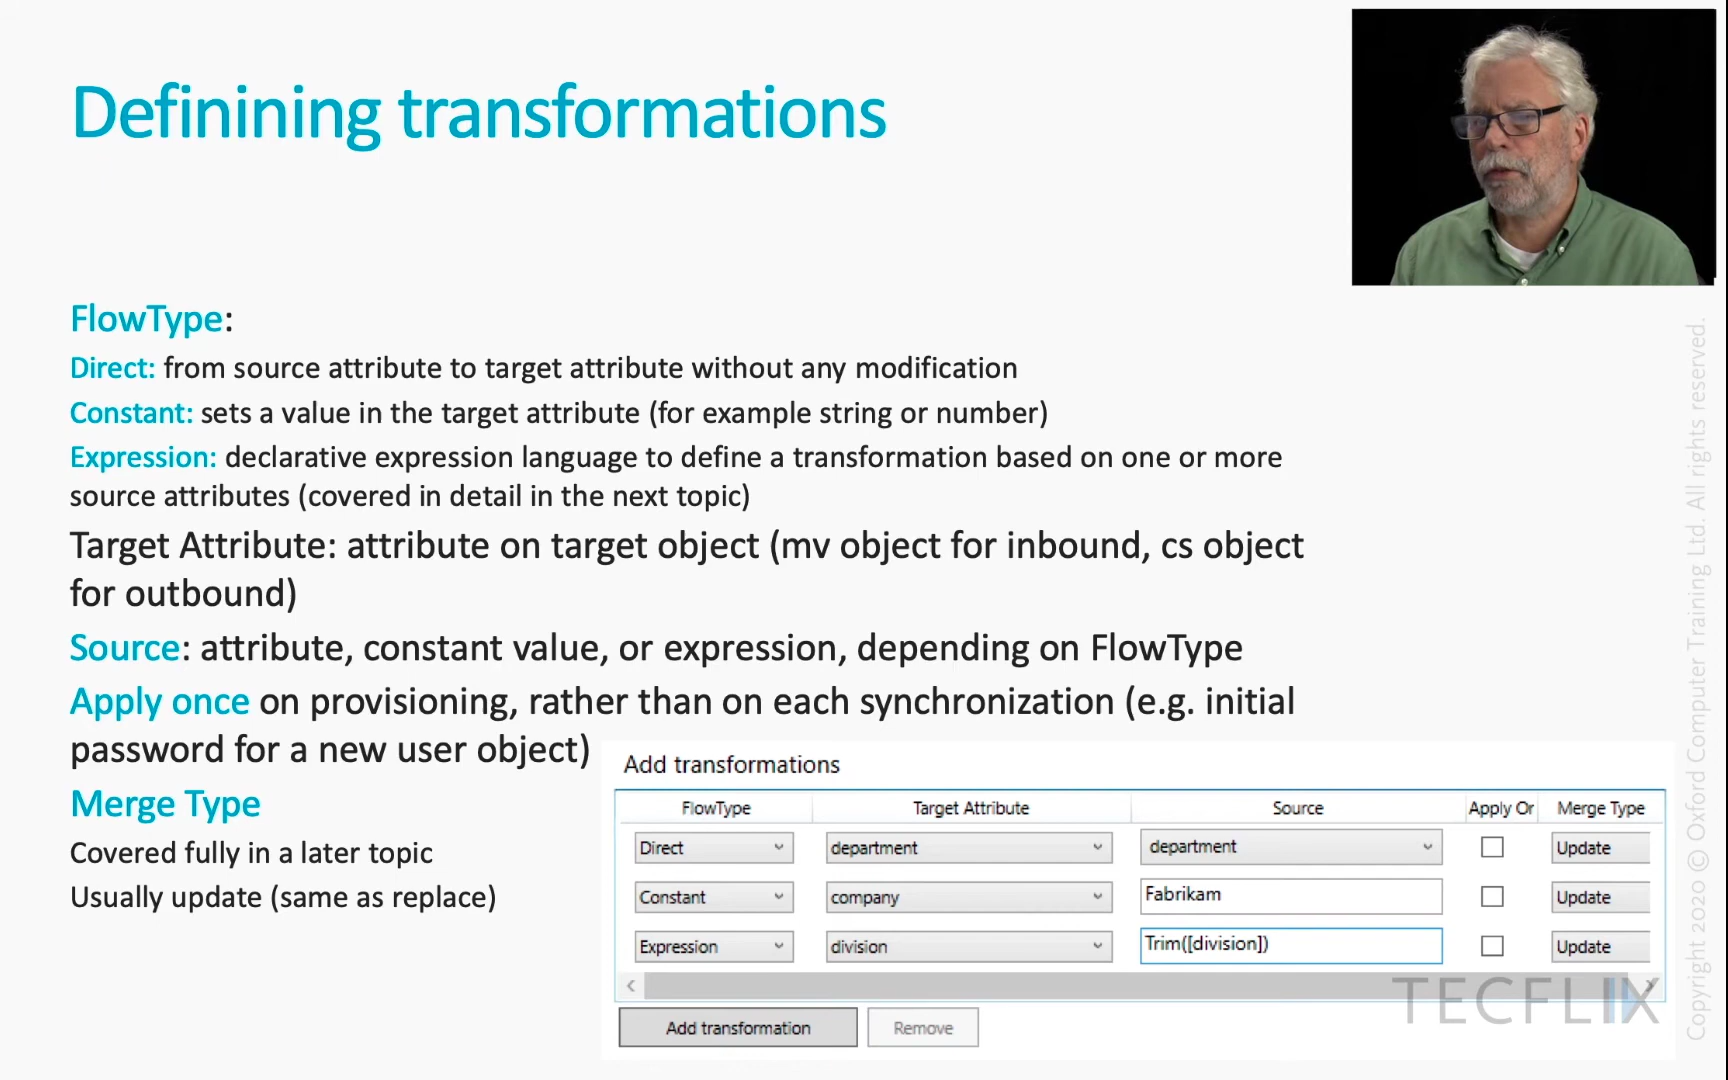 Definining transformations
FlowType:
Direct: from source attribute to target attribute without any modification
Constant: sets a value in the target attribute (for example string or number)
Expression: declarative expression language to define a transformation based on one or more
source attributes (covered in detail in the next topic)
Target Attribute: attribute on target object (mv object for inbound, cs object
for outbound)
Source: attribute, constant value, or expression, depending on FlowType
Apply once on provisioning, rather than on each synchronization (e.g. initial
password for a new user object)
Merge Type
Covered fully in a later topic
Usually update (same as replace)
Add transformations
FlowType Target Attribute Source Apply Or Merge Type
Direct department department Update
Constant company Fabrikam Update
Expression division Trim([division]) Update
Add transformation Remove
TECFLIX
Copyright 2020 © Oxford Computer Training Ltd. All rights reserved.